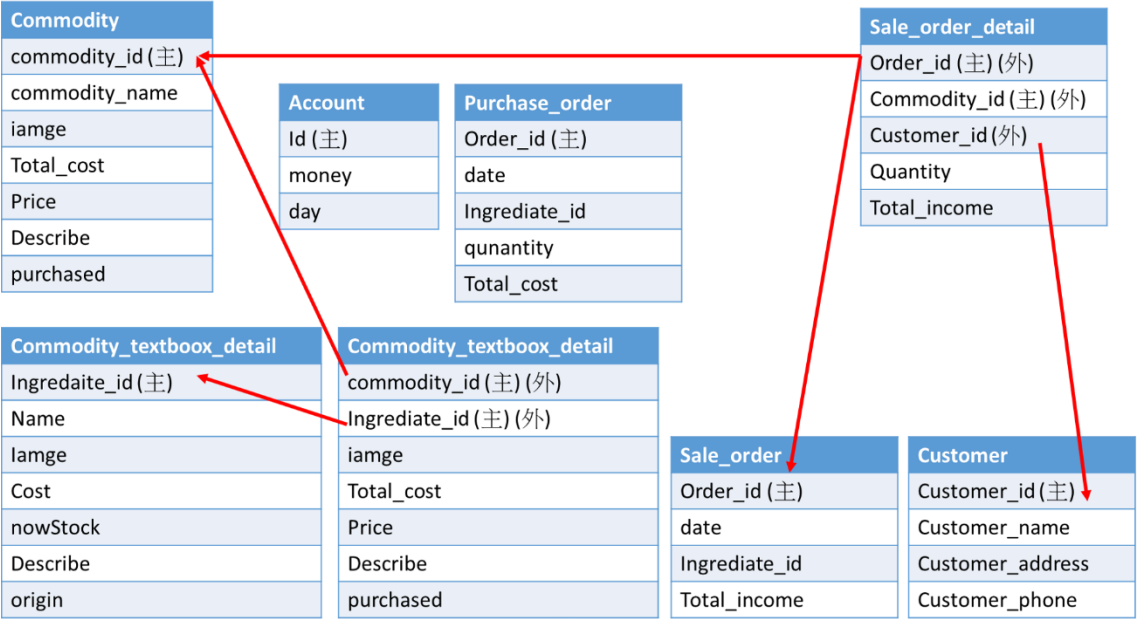 Commodity
commodity_id (主)
commodity_name
iamge
Total_cost
Price
Describe
purchased
Account
Id (主)
money
day
Purchase_order
Order_id (主)
date
Ingrediate_id
qunantity
Total_cost
Sale_order_detail
Order_id (主) (外)
Commodity_id (主) (外)
Customer_id (外)
Quantity
Total_income
Commodity_textboox_detail
Ingredaite_id (主)
Name
Iamge
Cost
nowStock
Describe
origin
Commodity_textboox_detail
commodity_id (主) (外)
Ingrediate_id (主) (外)
iamge
Total_cost
Price
Describe
purchased
Sale_order
Order_id (主)
date
Ingrediate_id
Total_income
Customer
Customer_id (主)
Customer_name
Customer_address
Customer_phone